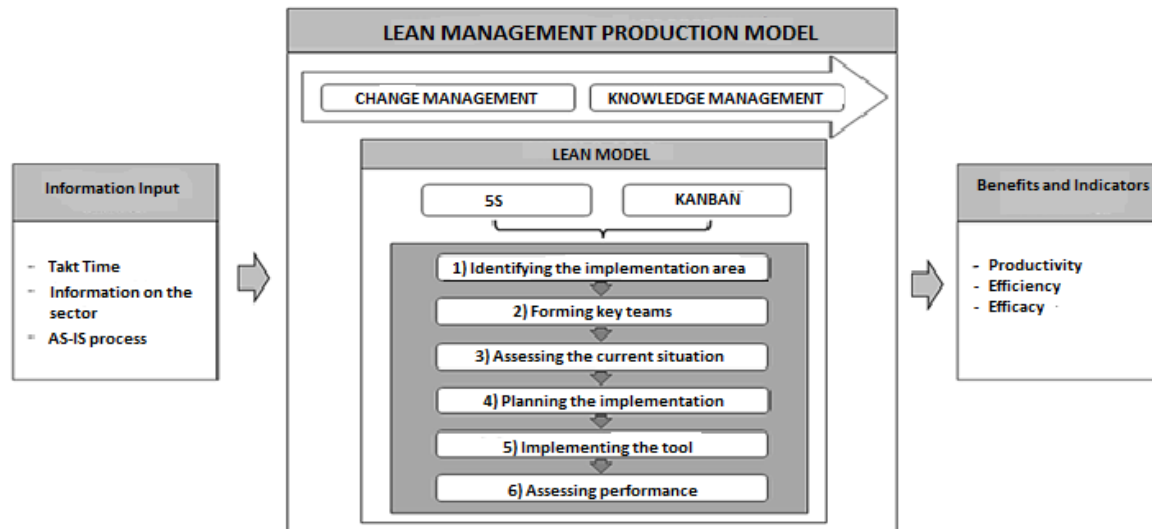 LEAN MANAGEMENT PRODUCTION MODEL
CHANGE MANAGEMENT
KNOWLEDGE MANAGEMENT
LEAN MODEL
Information Input
- Takt Time
- Information on the
sector
- AS-IS process
5S
KANBAN
1) Identifying the implementation area
2) Forming key teams
3) Assessing the current situation
4) Planning the implementation
5) Implementing the tool
6) Assessing performance
Benefits and Indicators
- Productivity
- Efficiency
- Efficacy